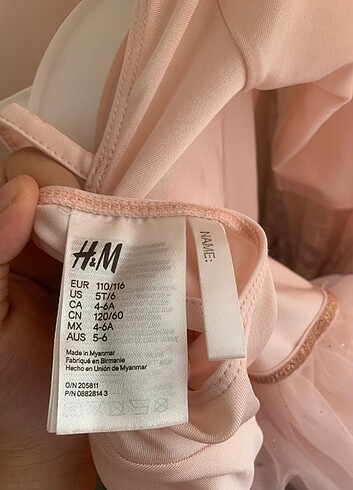 H&M
EUR 110/116
US 5T/6
CA 4-6A
CN 120/60
MX 4-6A
AUS 5-6
Made in Myanmar
Fabriqué en Birmanie
Hecho en Unión de Myanmar
O/N 205811
P/N 0882814 3
NAME: